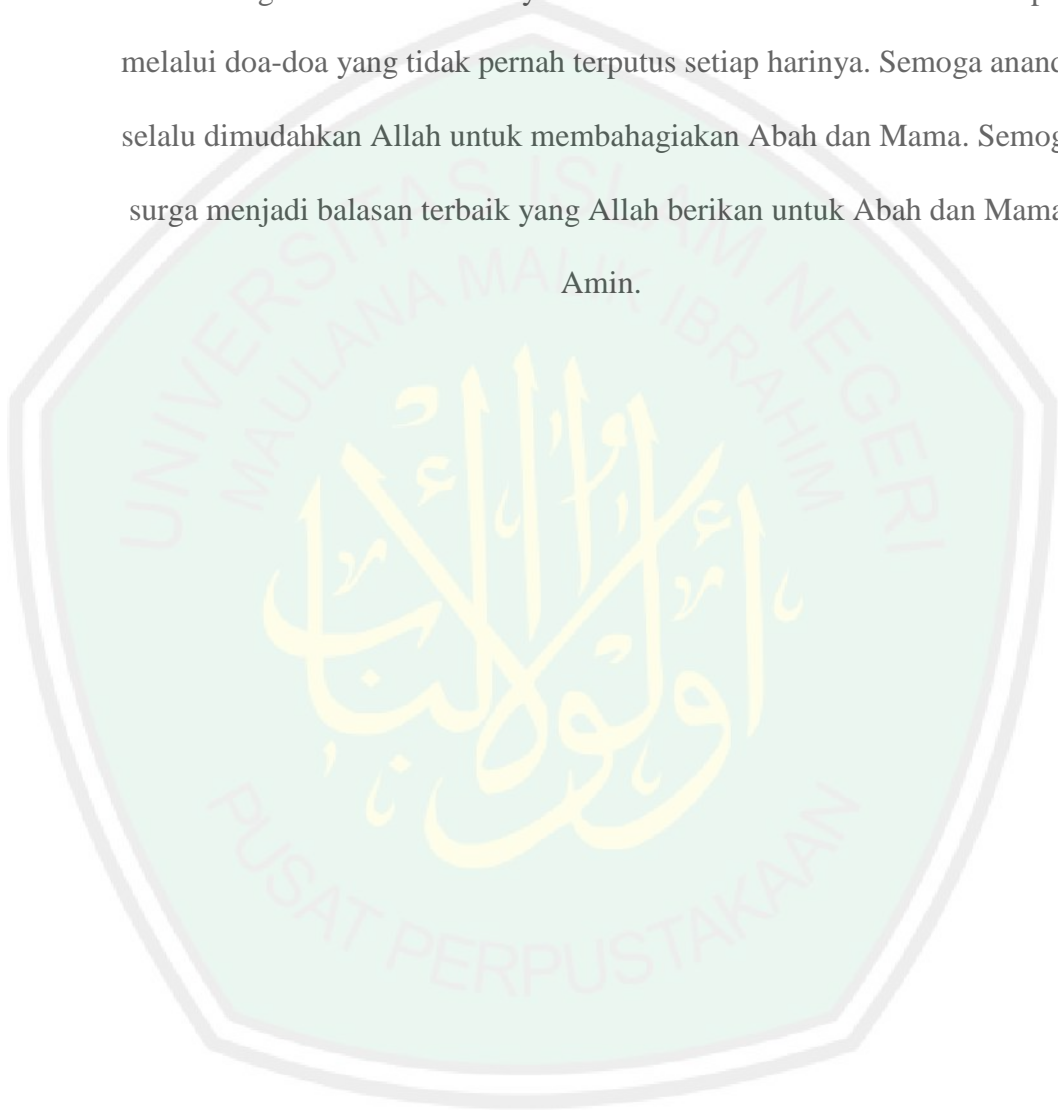 melalui doa-doa yang tidak pernah terputus setiap harinya. Semoga anand
selalu dimudahkan Allah untuk membahagiakan Abah dan Mama. Semog
surga menjadi balasan terbaik yang Allah berikan untuk Abah dan Mama
Amin.
UNIVERSITAS ISLAM NEGERI
MAULANA MALIK IBRAHIM
أولوا الألباب
PUSAT PERPUSTAKAAN